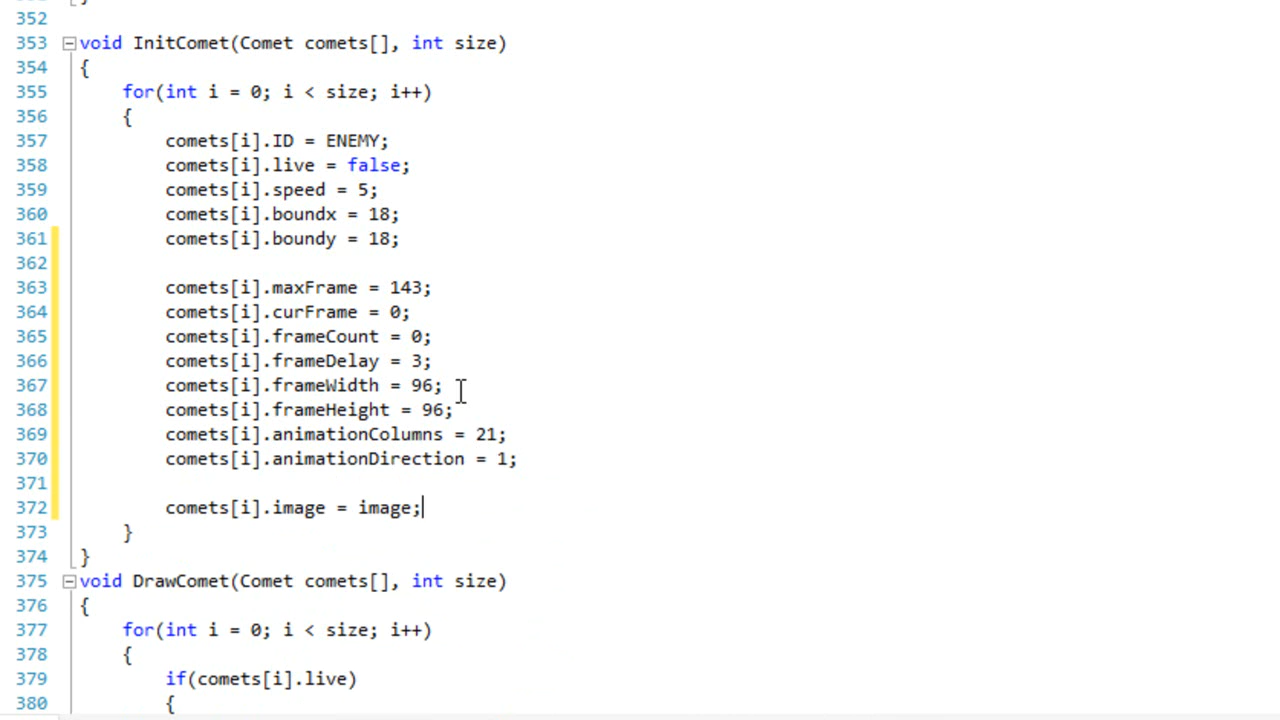 352
353 void InitComet(Comet comets[], int size)
354 {
355 for(int i = 0; i < size; i++)
356 {
357 comets[i].ID = ENEMY;
358 comets[i].live = false;
359 comets[i].speed = 5;
360 comets[i].boundx = 18;
361 comets[i].boundy = 18;
362
363 comets[i].maxFrame = 143;
364 comets[i].curFrame = 0;
365 comets[i].frameCount = 0;
366 comets[i].frameDelay = 3;
367 comets[i].frameWidth = 96;
368 comets[i].frameHeight = 96;
369 comets[i].animationColumns = 21;
370 comets[i].animationDirection = 1;
371
372 comets[i].image = image;
373 }
374 }
375 void DrawComet(Comet comets[], int size)
376 {
377 for(int i = 0; i < size; i++)
378 {
379 if(comets[i].live)
380 {